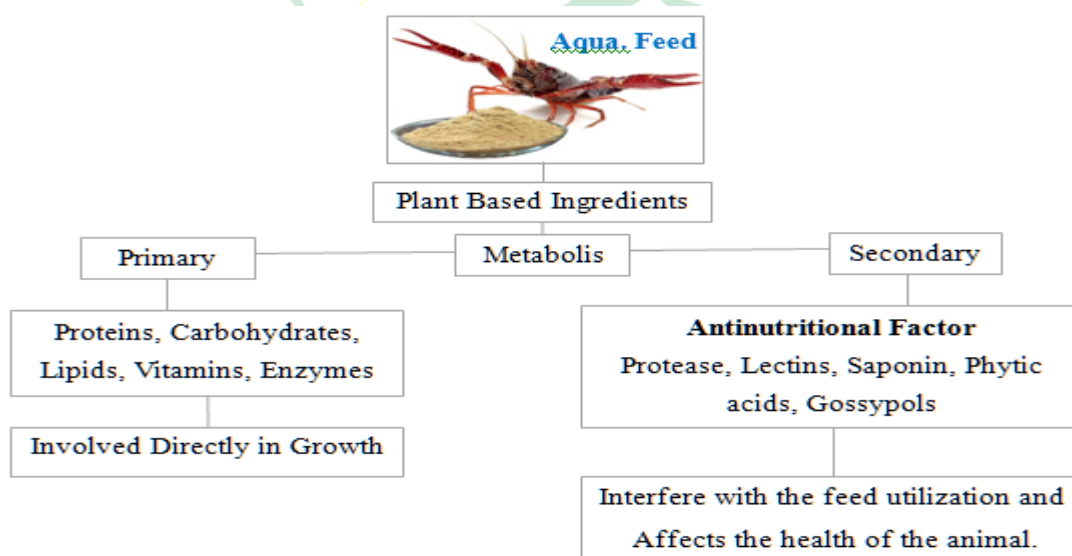 Aqua, Feed
Plant Based Ingredients
Primary
Metabolis
Secondary
Proteins, Carbohydrates,
Lipids, Vitamins, Enzymes
Involved Directly in Growth
Antinutritional Factor
Protease, Lectins, Saponin, Phytic
acids, Gossypols
Interfere with the feed utilization and
Affects the health of the animal.